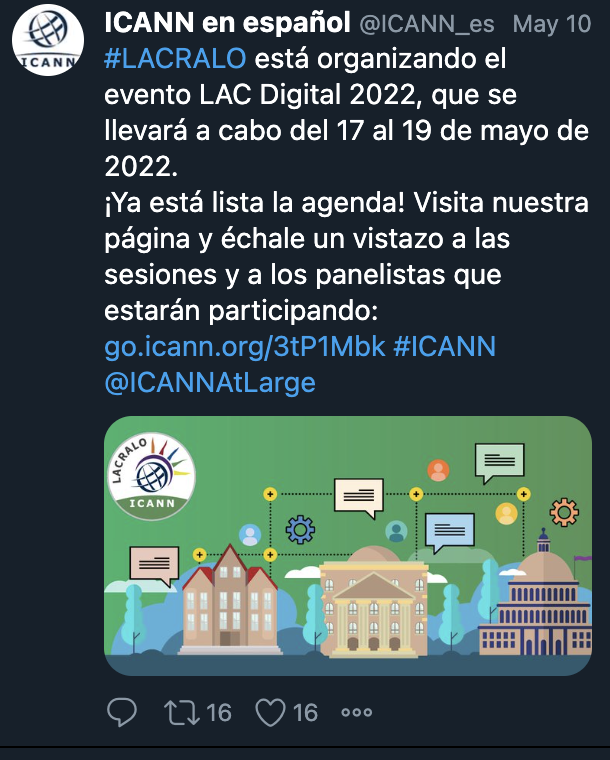 ICANN
ICANN en español @ICANN_es May 10
#LACRALO está organizando el
evento LAC Digital 2022, que se
llevará a cabo del 17 al 19 de mayo de
2022.
¡Ya está lista la agenda! Visita nuestra
página y échale un vistazo a las
sesiones y a los panelistas que
estarán participando:
go.icann.org/3tP1Mbk #ICANN
@ICANNAtLarge
LACRALO
ICANN
16 16